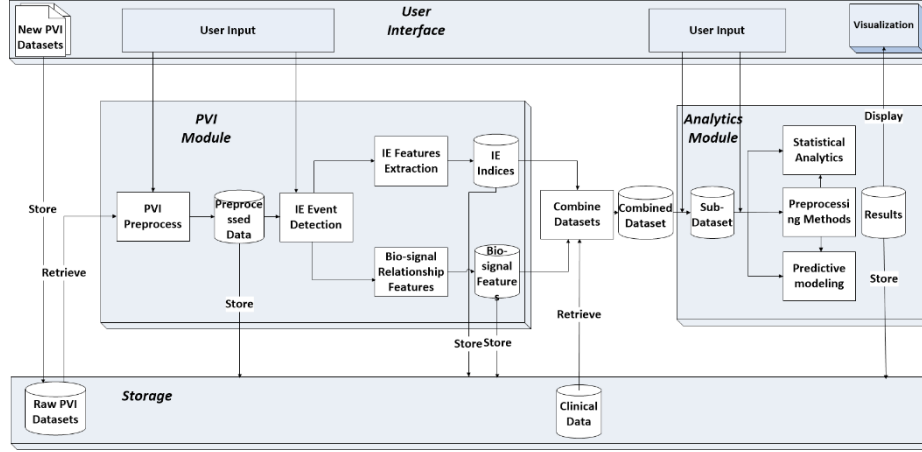 New PVI
Datasets
User Input
User
Interface
User Input
Visualization
PVI
Module
Analytics
Module
Display
IE Features
Extraction
IE
Indices
Statistical
Analytics
Store
PVI
Preprocess
Preproce
ssed
Data
IE Event
Detection
Combine
Datasets
Combined
Dataset
Sub-
Dataset
Preprocessi
ng Methods
Results
Retrieve
Bio-signal
Relationship
Features
Bio-
signal
Feature
s
Predictive
modeling
Store
Store
Retrieve
Store
Store
Storage
Raw PVI
Datasets
Clinical
Data